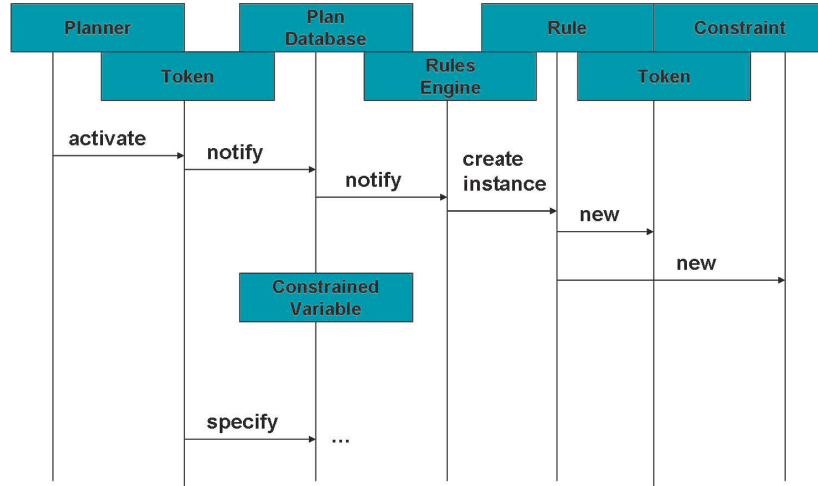 Planner
Plan
Database
Rule
Constraint
Token
Rules
Engine
Token
activate
notify
notify
create
instance
new
new
Constrained
Variable
specify
...